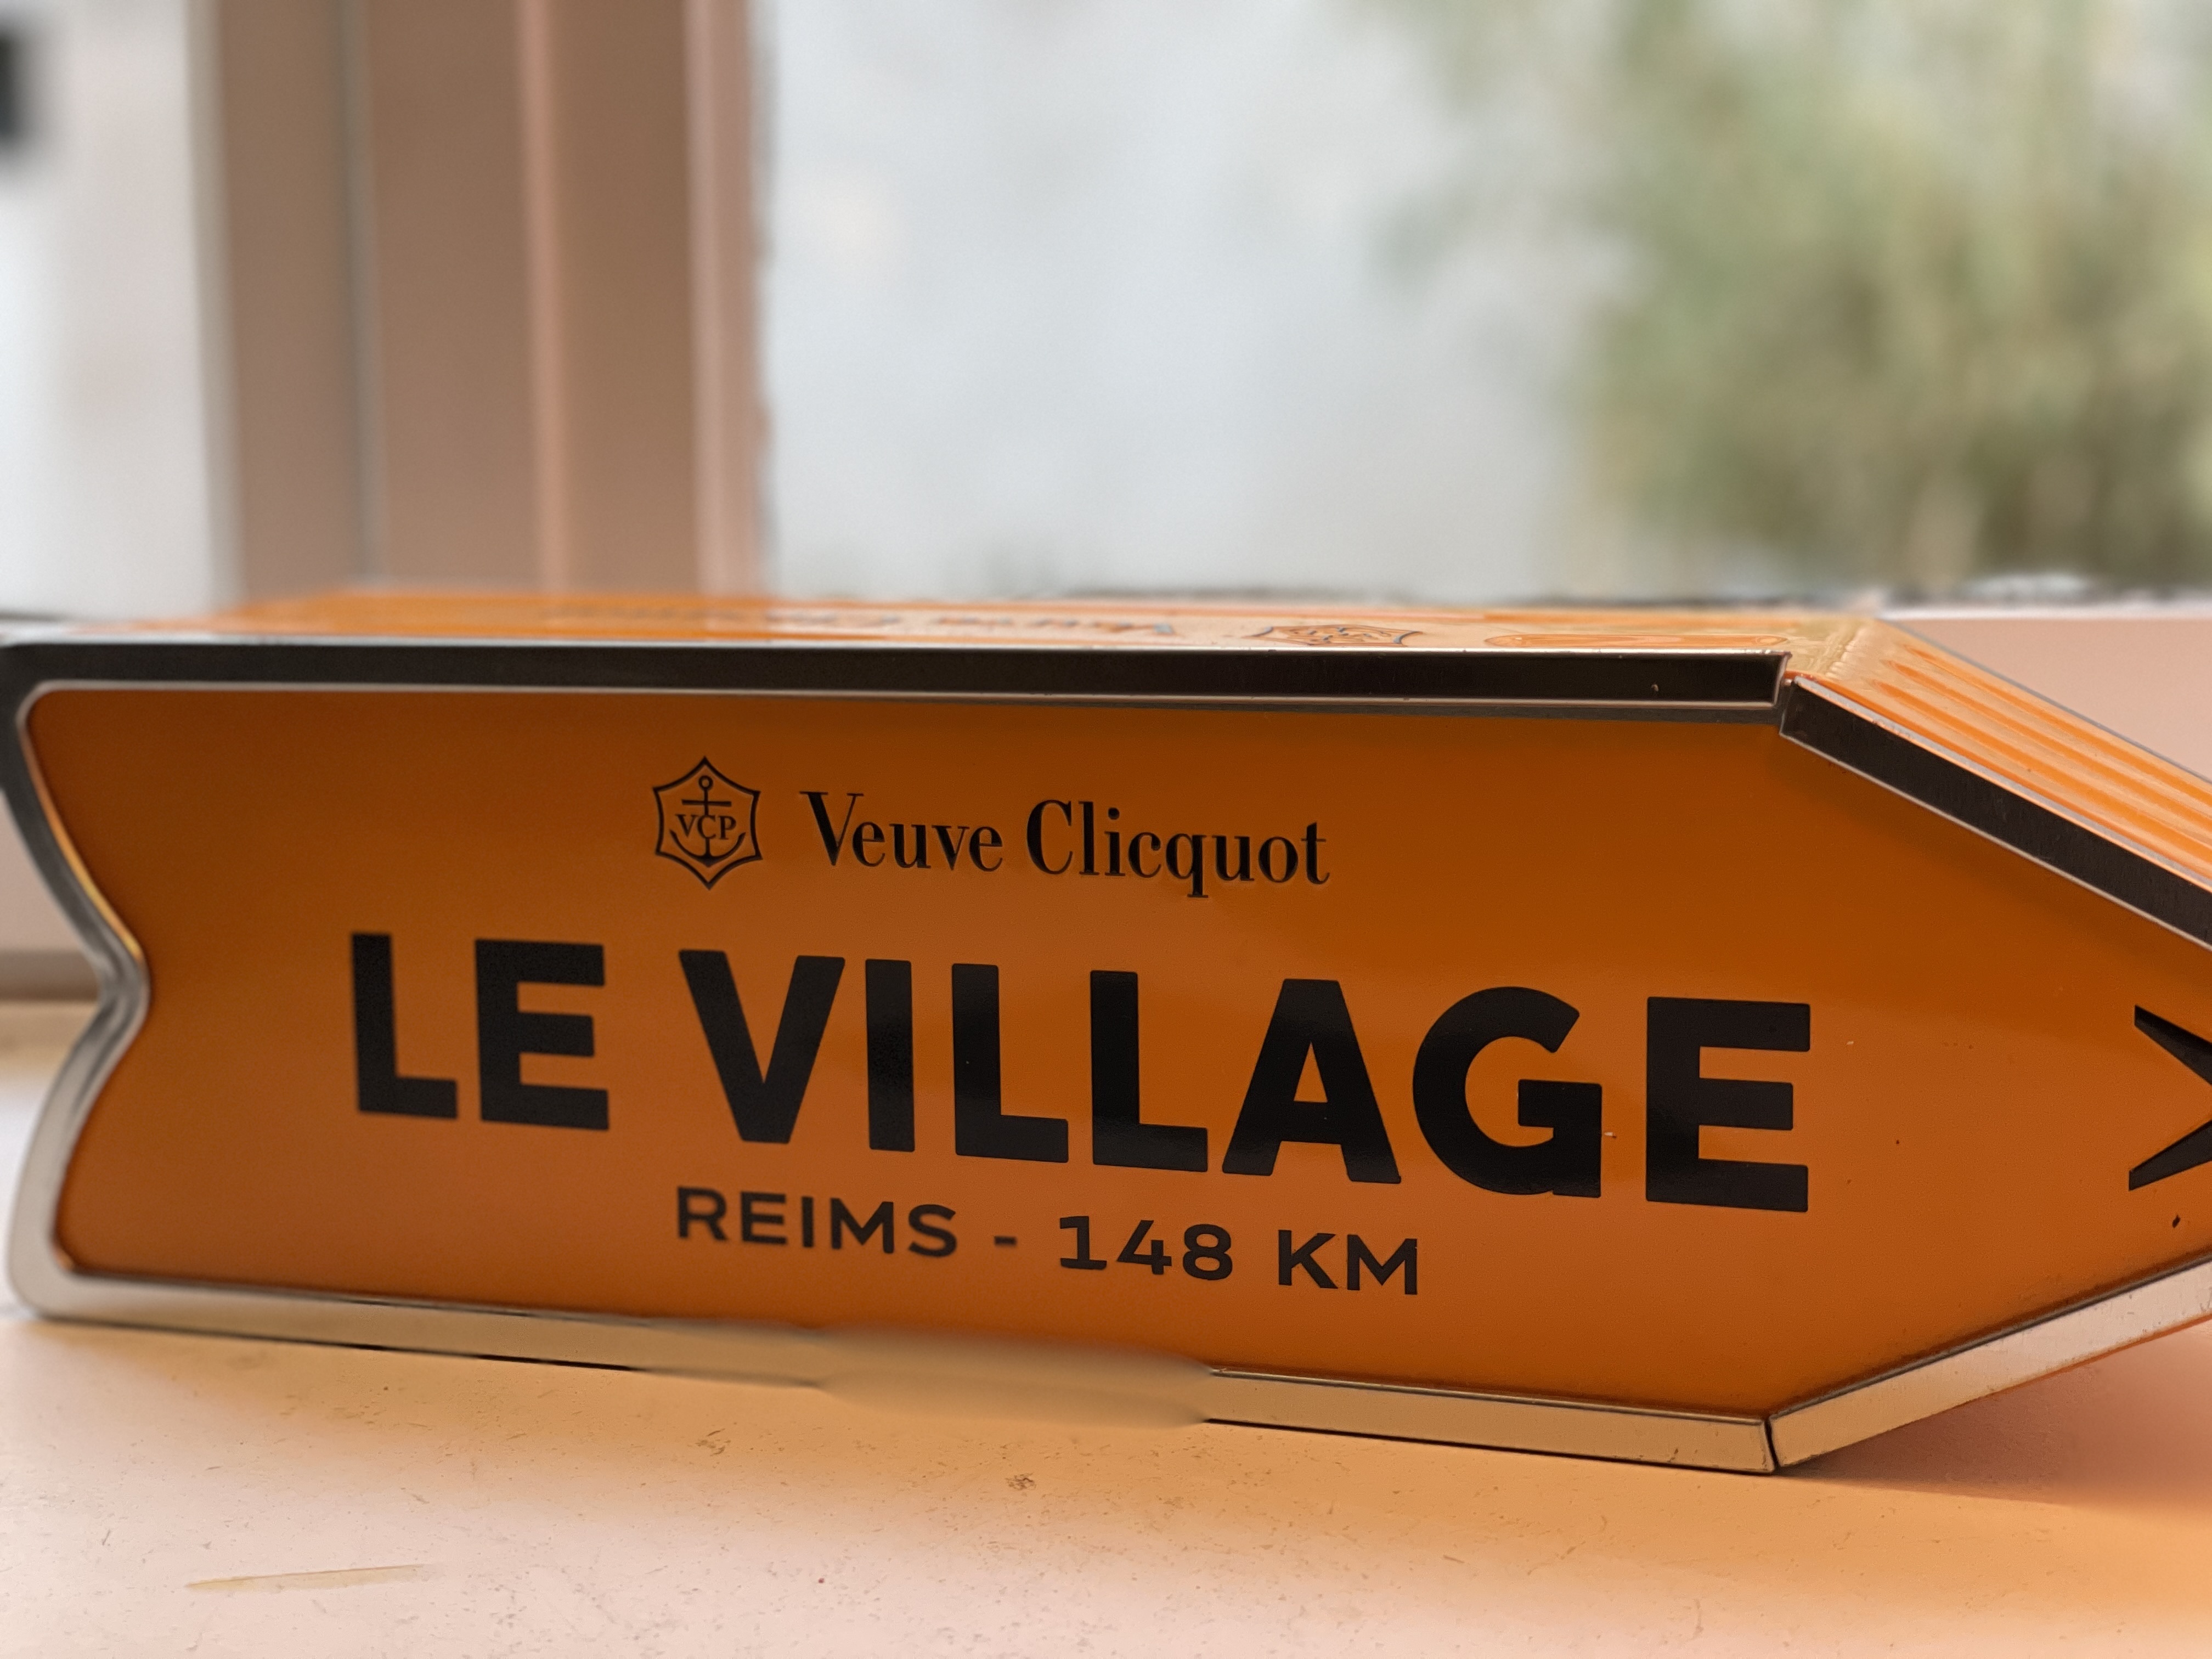 VCP
Veuve Clicquot
LE VILLAGE
REIMS - 148 KM